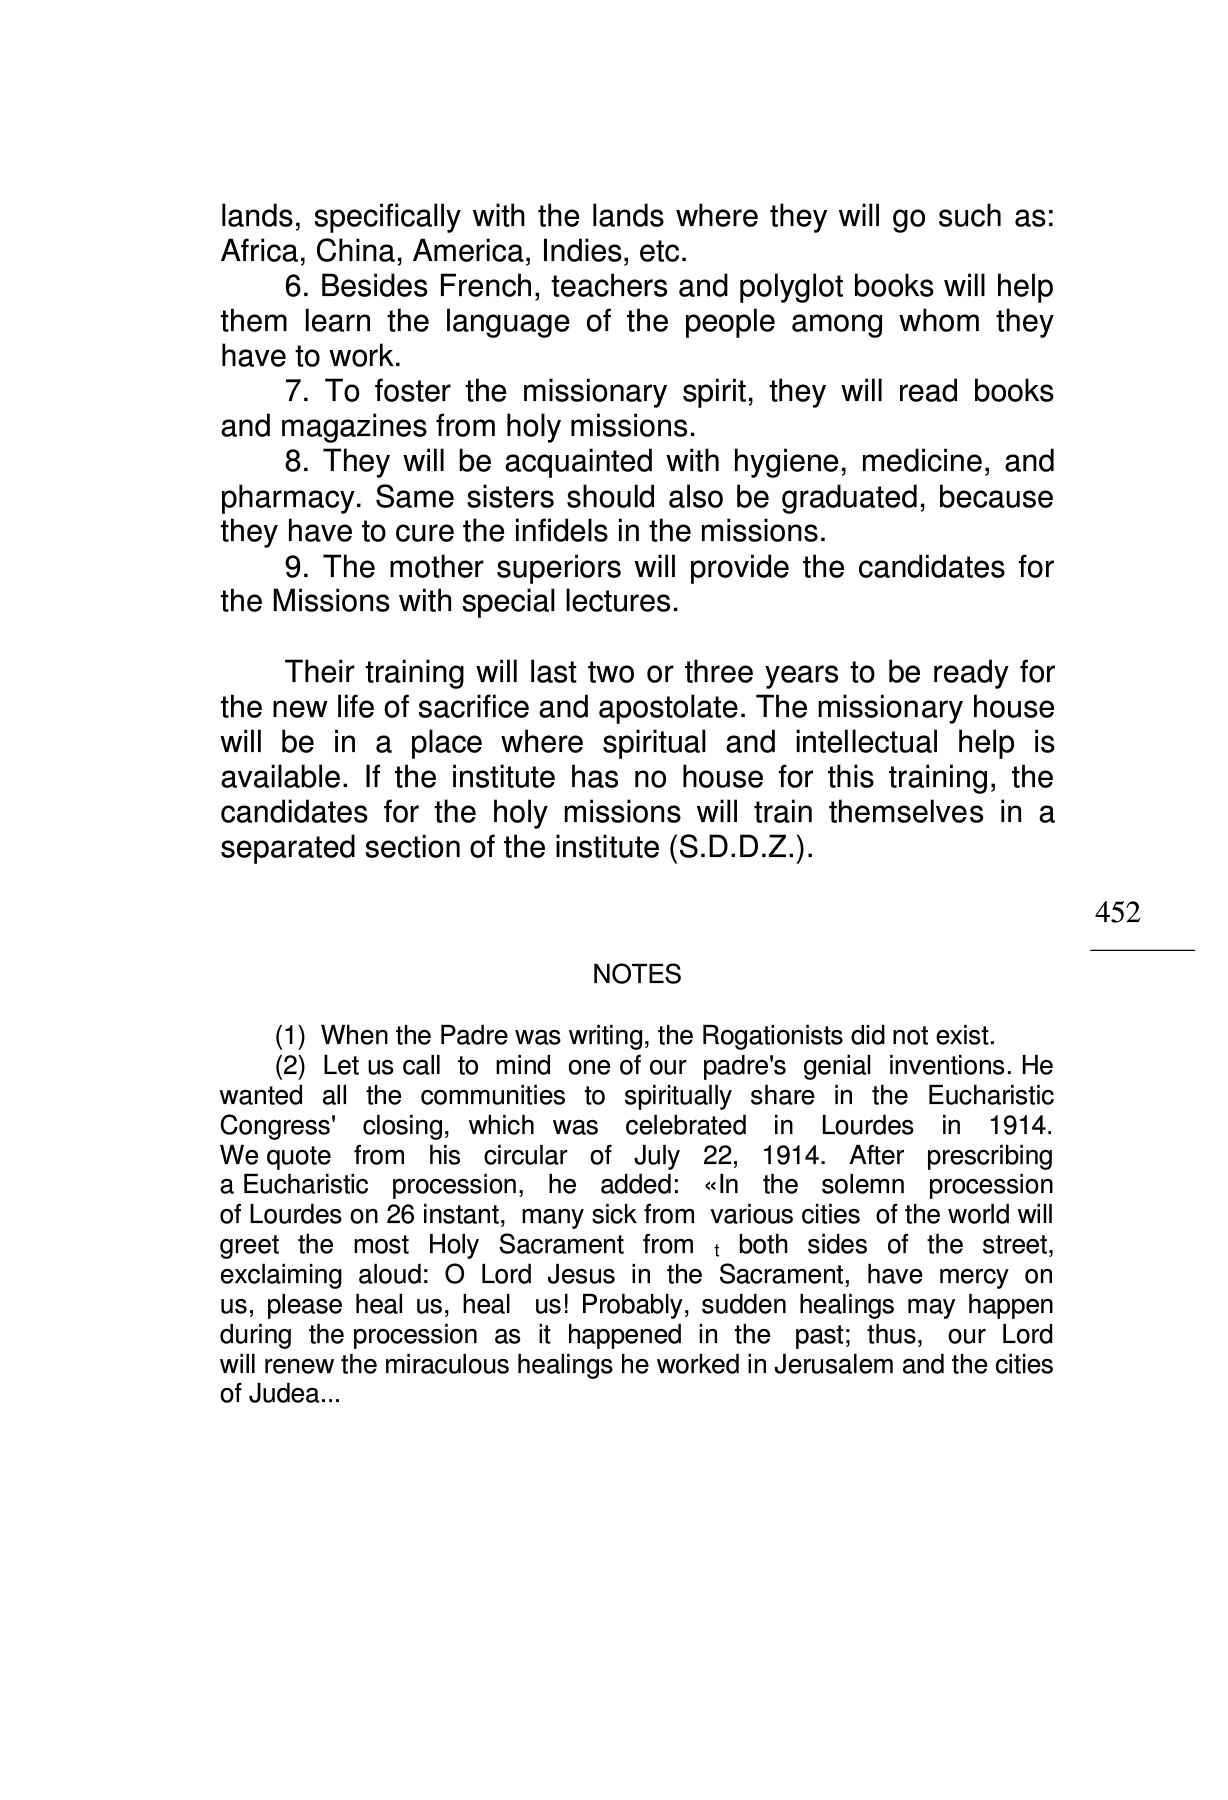 lands, specifically with the lands where they will go such as:
Africa, China, America, Indies, etc.
6. Besides French, teachers and polyglot books will help
them learn the language of the people among whom they
have to work.
7. To foster the missionary spirit, they will read books
and magazines from holy missions.
8. They will be acquainted with hygiene, medicine, and
pharmacy. Same sisters should also be graduated, because
they have to cure the infidels in the missions.
9. The mother superiors will provide the candidates for
the Missions with special lectures.
Their training will last two or three years to be ready for
the new life of sacrifice and apostolate. The missionary house
will be in a place where spiritual and intellectual help is
available. If the institute has no house for this training, the
candidates for the holy missions will train themselves in a
separated section of the institute (S.D.D.Z.).
452
NOTES
(1) When the Padre was writing, the Rogationists did not exist.
(2) Let us call to mind one of our padre's genial inventions. He
wanted all the communities to spiritually share in the Eucharistic
Congress' closing, which was celebrated in Lourdes in 1914.
We quote from his circular of July 22, 1914. After prescribing
a Eucharistic procession, he added: «In the solemn procession
of Lourdes on 26 instant, many sick from various cities of the world will
greet the most Holy Sacrament from t both sides of the street,
exclaiming aloud: O Lord Jesus in the Sacrament, have mercy on
us, please heal us, heal us! Probably, sudden healings may happen
during the procession as it happened in the past; thus, our Lord
will renew the miraculous healings he worked in Jerusalem and the cities
of Judea...